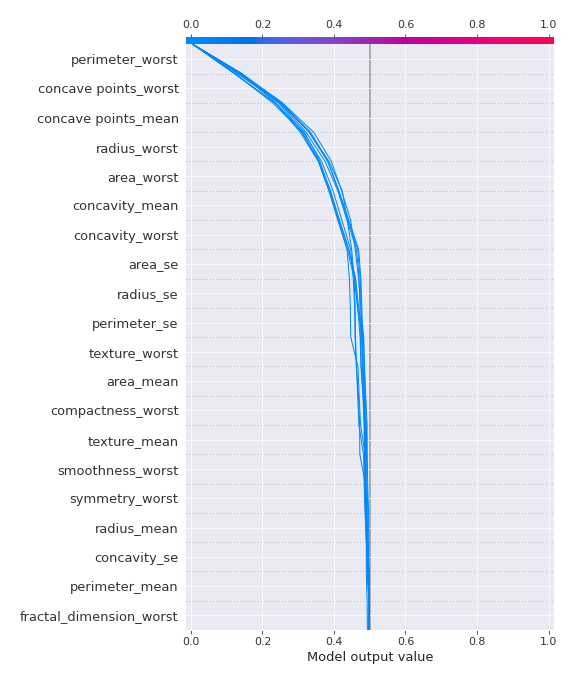 0.0 0.2 0.4 0.6 0.8 1.0
perimeter_worst
concave points_worst
concave points_mean
radius_worst
area_worst
concavity_mean
concavity_worst
area_se
radius_se
perimeter_se
texture_worst
area_mean
compactness_worst
texture_mean
smoothness_worst
symmetry_worst
radius_mean
concavity_se
perimeter_mean
fractal_dimension_worst
0.0 0.2 0.4 0.6 0.8 1.0
Model output value